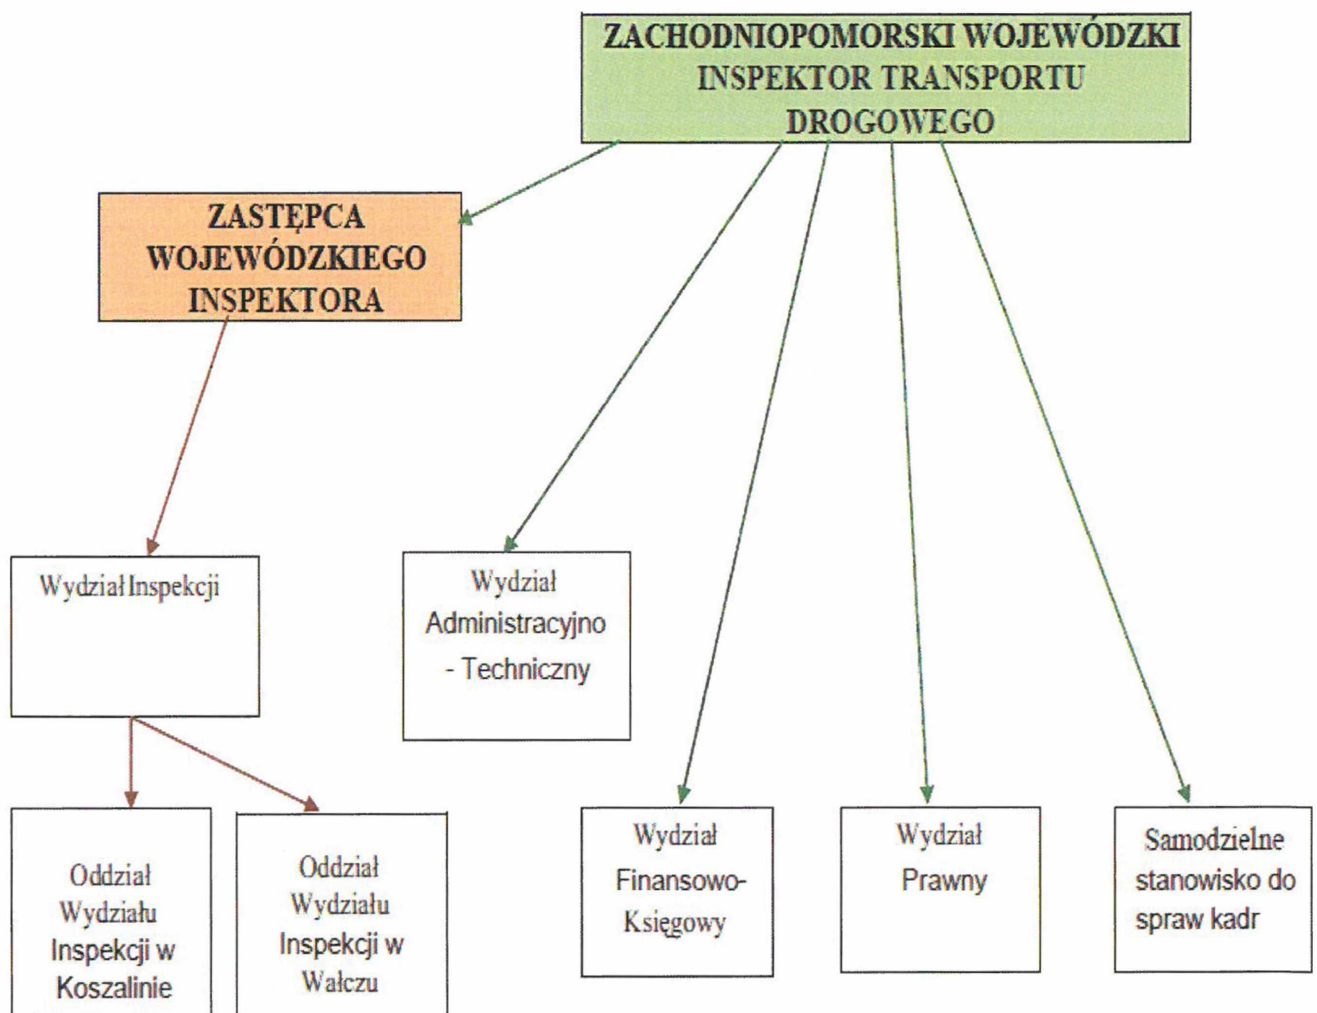 ZACHODNIOPOMORSKI WOJEWÓDZKI
INSPEKTOR TRANSPORTU
DROGOWEGO
ZASTĘPCA
WOJEWÓDZKIEGO
INSPEKTORA
Wydział Inspekcji
Wydział
Administracyjno
- Techniczny
Oddział
Wydziału
Inspekcji w
Koszalinie
Oddział
Wydziału
Inspekcji w
Wałczu
Wydział
Finansowo-
Księgowy
Wydział
Prawny
Samodzielne
stanowisko do
spraw kadr